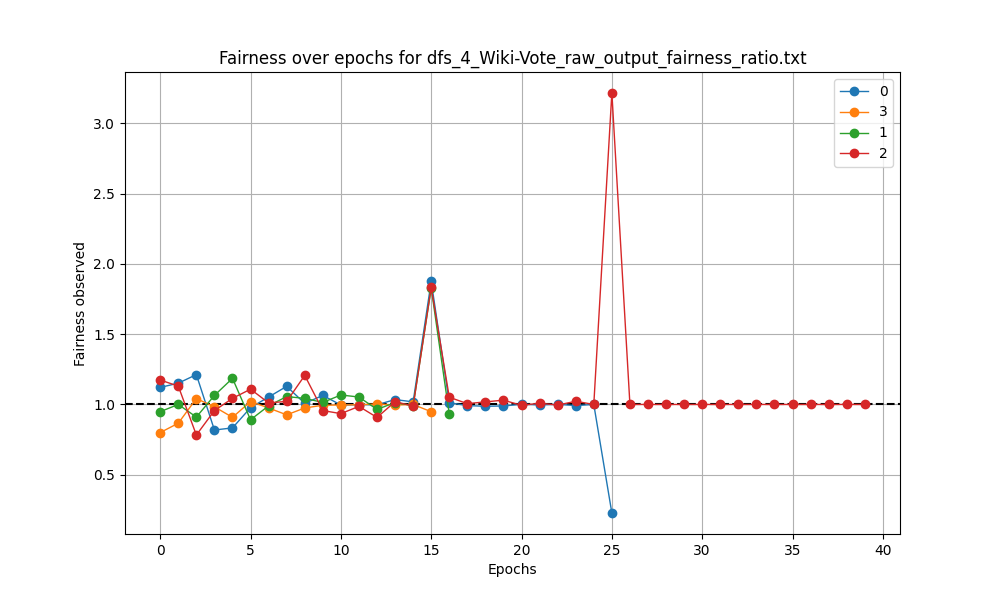 Fairness over epochs for dfs_4_Wiki-Vote_raw_output_fairness_ratio.txt
0
3
1
2
Fairness observed
3.0
2.5
2.0
1.5
1.0
0.5
0 5 10 15 20 25 30 35 40
Epochs